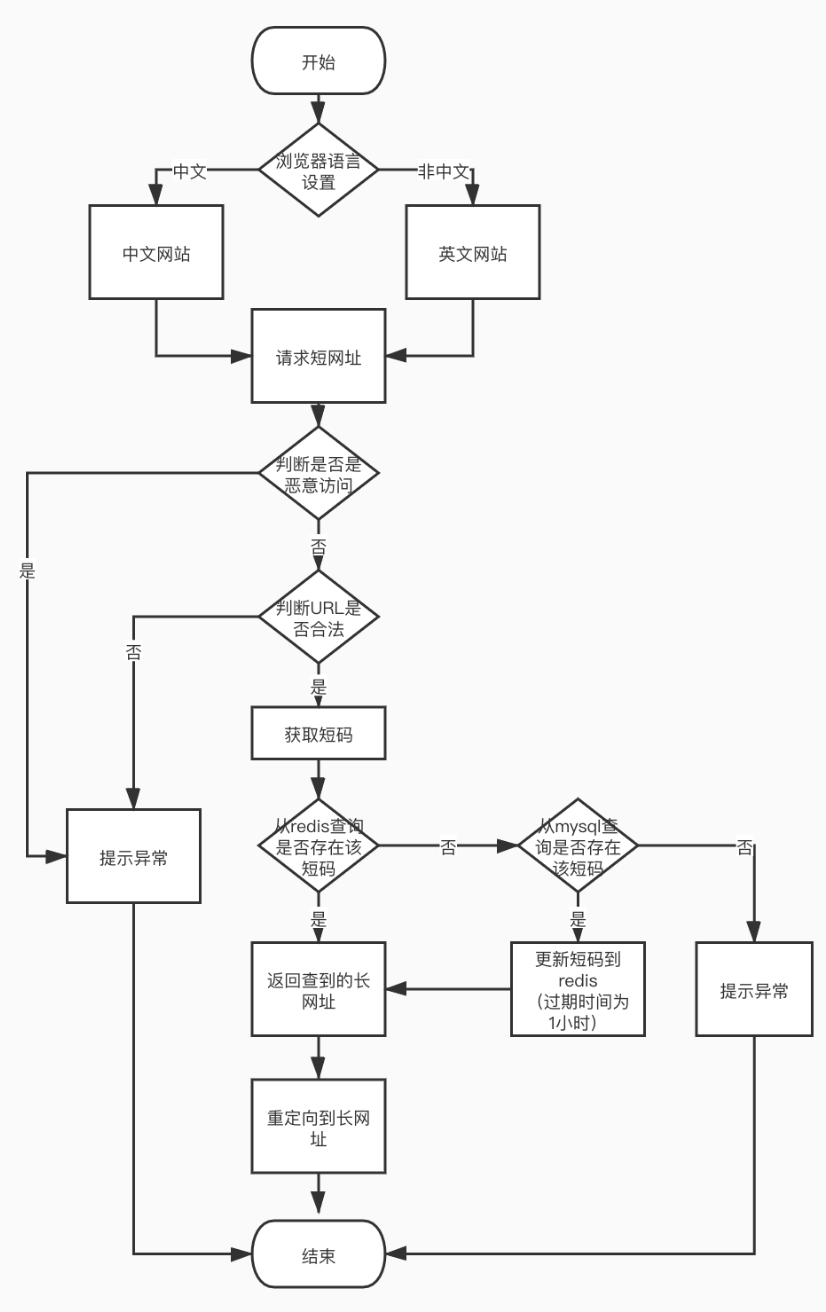 开始
浏览器语言
设置
中文
非中文
中文网站
英文网站
请求短网址
判断是否是
恶意访问
是
否
判断URL是
否合法
否
是
获取短码
从redis查询
是否存在该
短码
否
从mysql查
询是否存在
该短码
否
提示异常
是
是
返回查到的长
网址
更新短码到
redis
（过期时间为
1小时）
提示异常
重定向到长网
址
结束